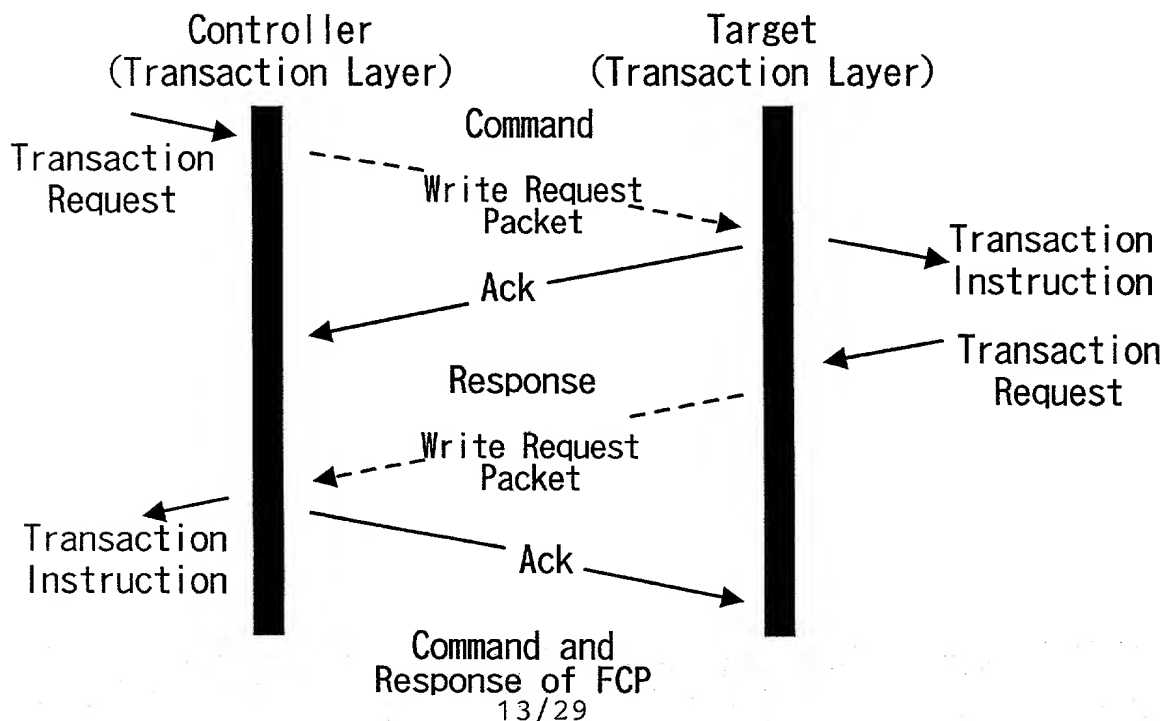 Controller
(Transaction Layer)
Target
(Transaction Layer)
Transaction
Request
Command
Write Request
Packet
Transaction
Instruction
Ack
Transaction
Request
Response
Write Request
Packet
Transaction
Instruction
Ack
Command and
Response of FCP
13/29